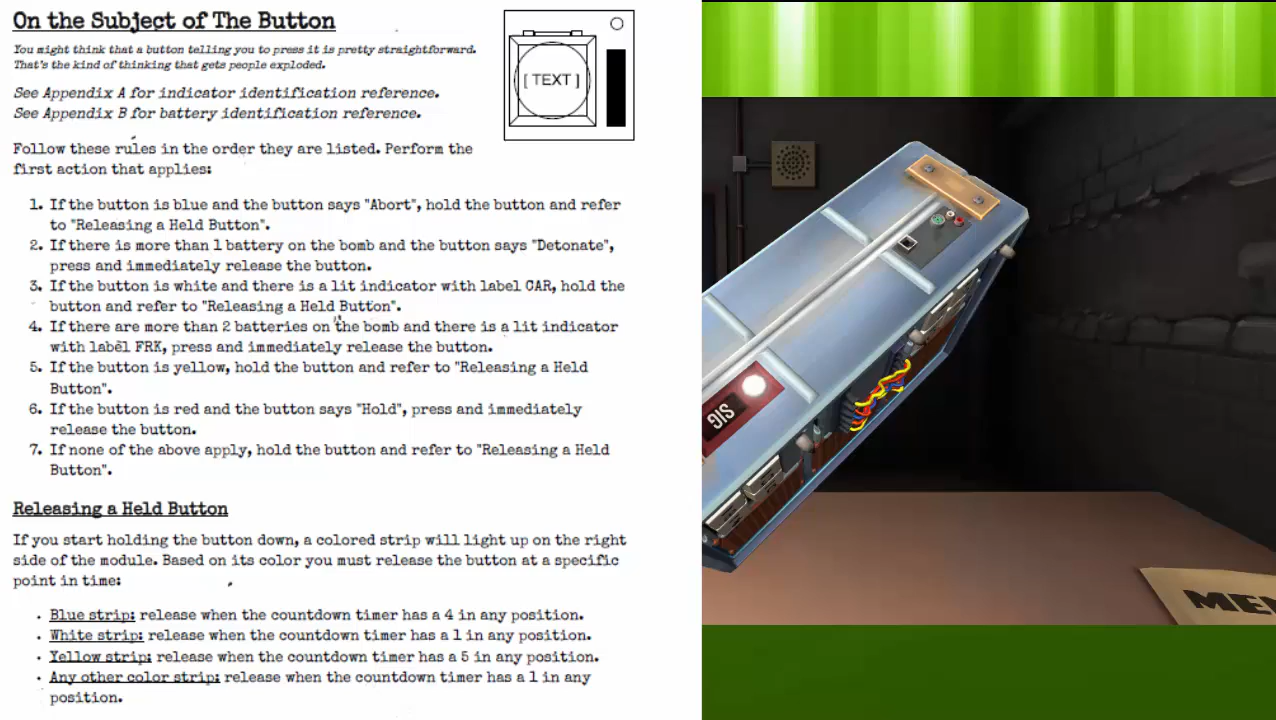 On the Subject of The Button
You might think that a button telling you to press it is pretty straightforward.
That's the kind of thinking that gets people exploded.
See Appendix A for indicator identification reference.
See Appendix B for battery identification reference.
[ TEXT ]
Follow these rules in the order they are listed. Perform the
first action that applies:
1. If the button is blue and the button says "Abort", hold the button and refer
to "Releasing a Held Button".
2. If there is more than 1 battery on the bomb and the button says "Detonate",
press and immediately release the button.
3. If the button is white and there is a lit indicator with label CAR, hold the
button and refer to "Releasing a Held Button".
4. If there are more than 2 batteries on the bomb and there is a lit indicator
with label FRK, press and immediately release the button.
5. If the button is yellow, hold the button and refer to "Releasing a Held
Button".
6. If the button is red and the button says "Hold", press and immediately
release the button.
7. If none of the above apply, hold the button and refer to "Releasing a Held
Button".
Releasing a Held Button
If you start holding the button down, a colored strip will light up on the right
side of the module. Based on its color you must release the button at a specific
point in time:
• Blue strip: release when the countdown timer has a 4 in any position.
• White strip: release when the countdown timer has a 1 in any position.
• Yellow strip: release when the countdown timer has a 5 in any position.
• Any other color strip: release when the countdown timer has a 1 in any
position.
SIG